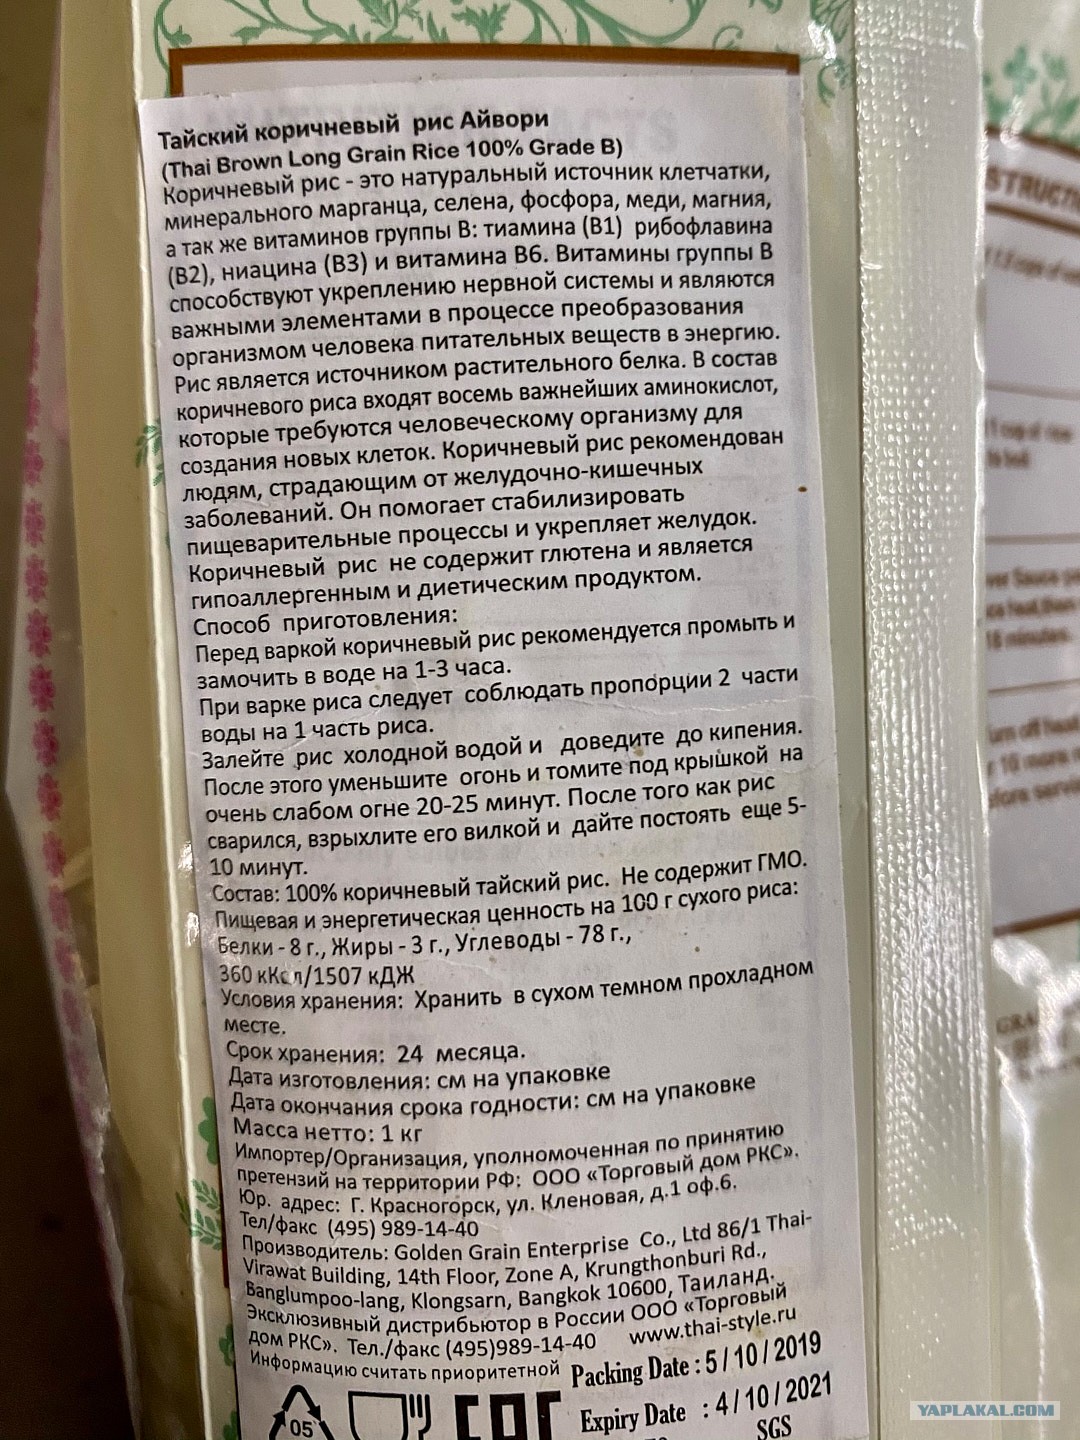 Тайский коричневый рис Айвори
(Thai Brown Long Grain Rice 100% Grade B)
Коричневый рис - это натуральный источник клетчатки,
минерального марганца, селена, фосфора, меди, магния,
а так же витаминов группы В: тиамина (В1) рибофлавина
(В2), ниацина (В3) и витамина В6. Витамины группы В
способствуют укреплению нервной системы и являются
важными элементами в процессе преобразования
организмом человека питательных веществ в энергию.
Рис является источником растительного белка. В состав
коричневого риса входят восемь важнейших аминокислот,
которые требуются человеческому организму для
создания новых клеток. Коричневый рис рекомендован
людям, страдающим от желудочно-кишечных
заболеваний. Он помогает стабилизировать
пищеварительные процессы и укрепляет желудок.
Коричневый рис не содержит глютена и является
гипоаллергенным и диетическим продуктом.
Способ приготовления:
Перед варкой коричневый рис рекомендуется промыть и
замочить в воде на 1-3 часа.
При варке риса следует соблюдать пропорции 2 части
воды на 1 часть риса.
Залейте рис холодной водой и доведите до кипения.
После этого уменьшите огонь и томите под крышкой на
очень слабом огне 20-25 минут. После того как рис
сварился, взрыхлите его вилкой и дайте постоять еще 5-
10 минут.
Состав: 100% коричневый тайский рис. Не содержит ГМО.
Пищевая и энергетическая ценность на 100 г сухого риса:
Белки - 8 г., Жиры - 3 г., Углеводы - 78 г.,
360 кКал/1507 кДЖ
Условия хранения: Хранить в сухом темном прохладном
месте.
Срок хранения: 24 месяца.
Дата изготовления: см на упаковке
Дата окончания срока годности: см на упаковке
Масса нетто: 1 кг
Импортер/Организация, уполномоченная по принятию
претензий на территории РФ: ООО «Торговый дом РКС».
Юр. адрес: Г. Красногорск, ул. Кленовая, д.1 оф.6.
Тел/факс (495) 989-14-40
Производитель: Golden Grain Enterprise Co., Ltd 86/1 Thai-
Virawat Building, 14th Floor, Zone A, Krungthonburi Rd.,
Banglumpoo-lang, Klongsarn, Bangkok 10600, Таиланд.
Эксклюзивный дистрибьютор в России ООО «Торговый
дом РКС». Тел./факс (495)989-14-40 www.thai-style.ru
Информацию считать приоритетной
Packing Date : 5 / 10 / 2019
Expiry Date : 4 / 10 / 2021
SGS
05
EAC
YAPLAKAL.COM